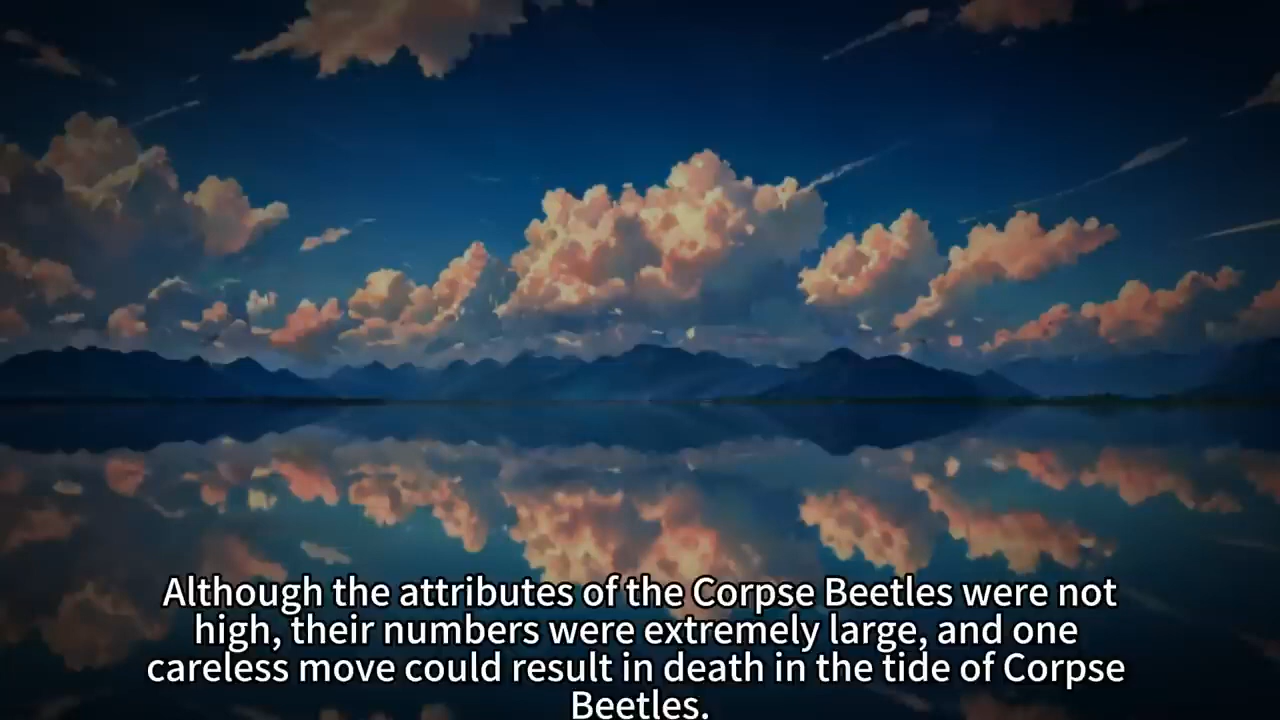 Although the attributes of the Corpse Beetles were not
high, their numbers were extremely large, and one
careless move could result in death in the tide of Corpse
Beetles.